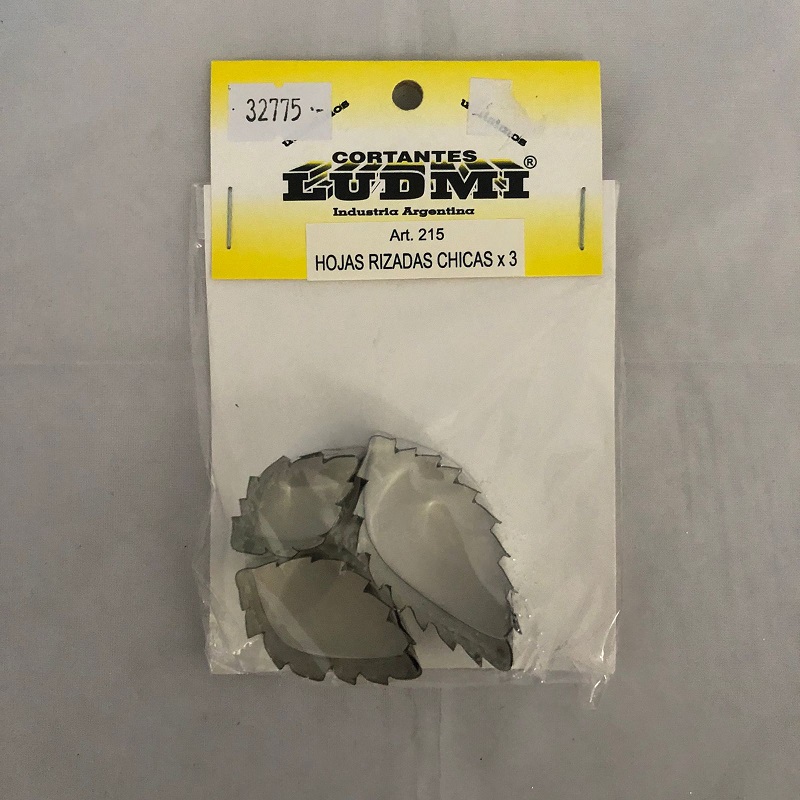 32775.-
CORTANTES
LUDMI®
Industria Argentina
Art. 215
HOJAS RIZADAS CHICAS x 3